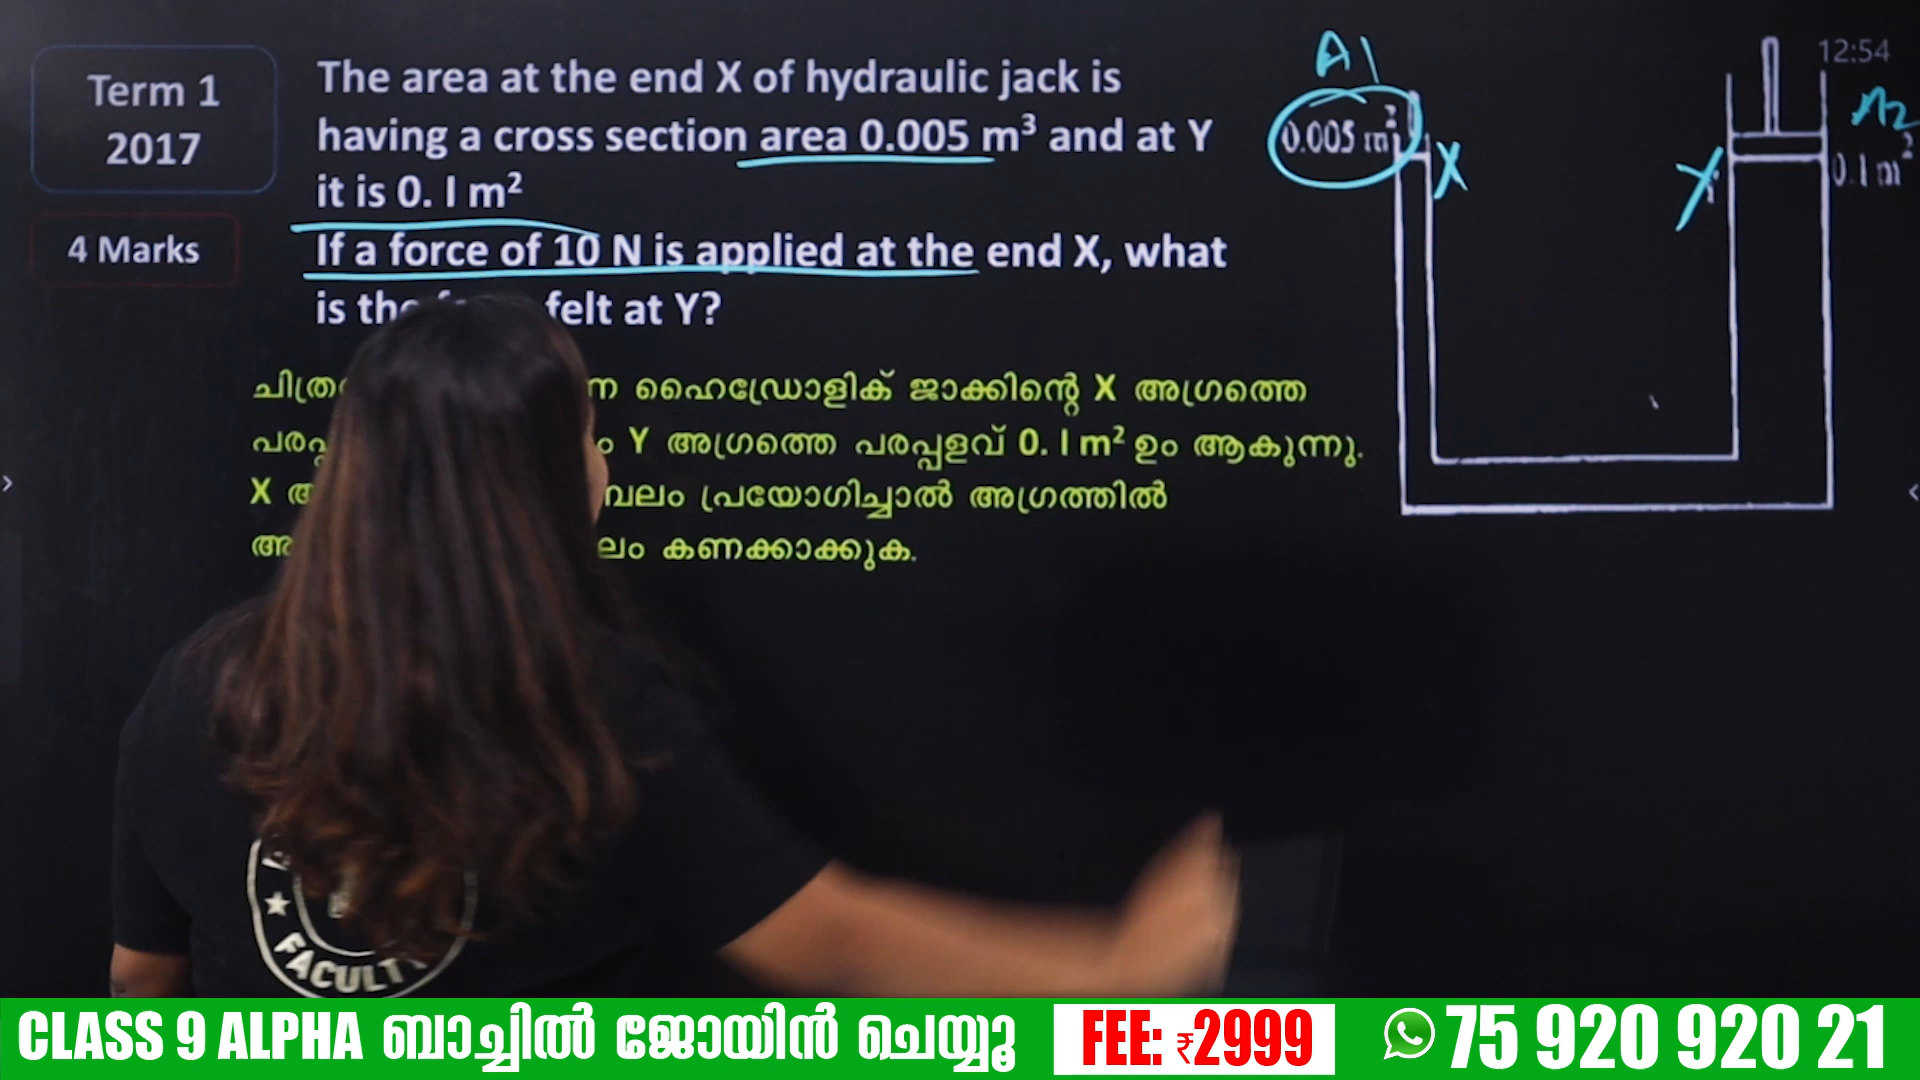 Term 1
2017
4 Marks
The area at the end X of hydraulic jack is
having a cross section area 0.005 m³ and at Y
it is 0. I m²
If a force of 10 N is applied at the end X, what
is the felt at Y?
ഹൈഡ്രോളിക് ജാക്കിന്റെ X അഗ്രത്തെ
Y അഗ്രത്തെ പരപ്പളവ് 0. I m² ഉം ആകുന്നു.
X ബലം പ്രയോഗിച്ചാൽ അഗ്രത്തിൽ
കണക്കാക്കുക.
A1
0.005 m²
X
Y
12:54
A2
0.1 m²
FACULTY
CLASS 9 ALPHA ബാച്ചിൽ ജോയിൻ ചെയ്യൂ
FEE: ₹2999
75 920 920 21